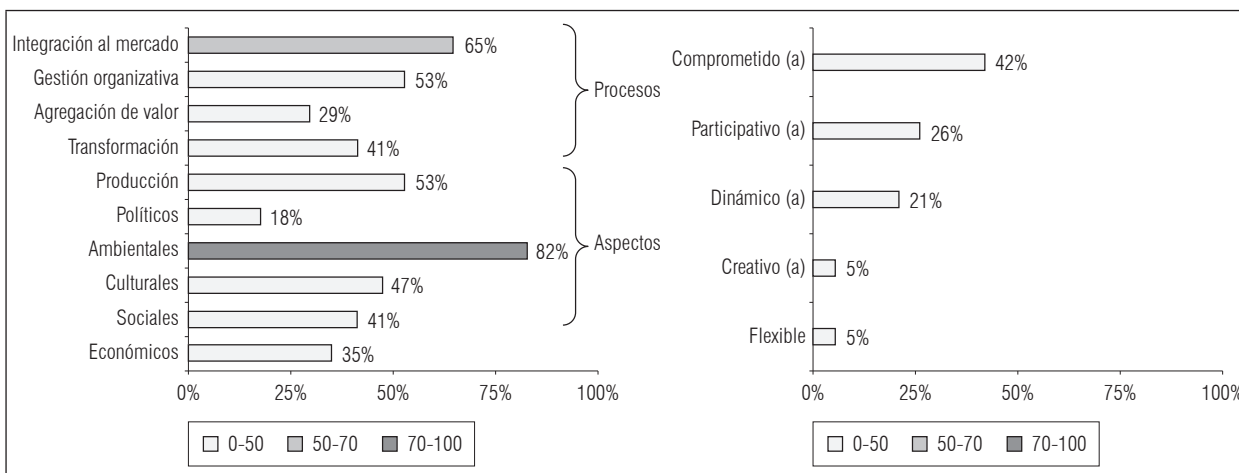 Integración al mercado 65%
Gestión organizativa 53%
Agregación de valor 29%
Transformación 41%
Procesos
Producción 53%
Políticos 18%
Ambientales 82%
Culturales 47%
Sociales 41%
Aspectos
Económicos 35%
0% 25% 50% 75% 100%
0-50 50-70 70-100
Comprometido (a) 42%
Participativo (a) 26%
Dinámico (a) 21%
Creativo (a) 5%
Flexible 5%
0% 25% 50% 75% 100%
0-50 50-70 70-100